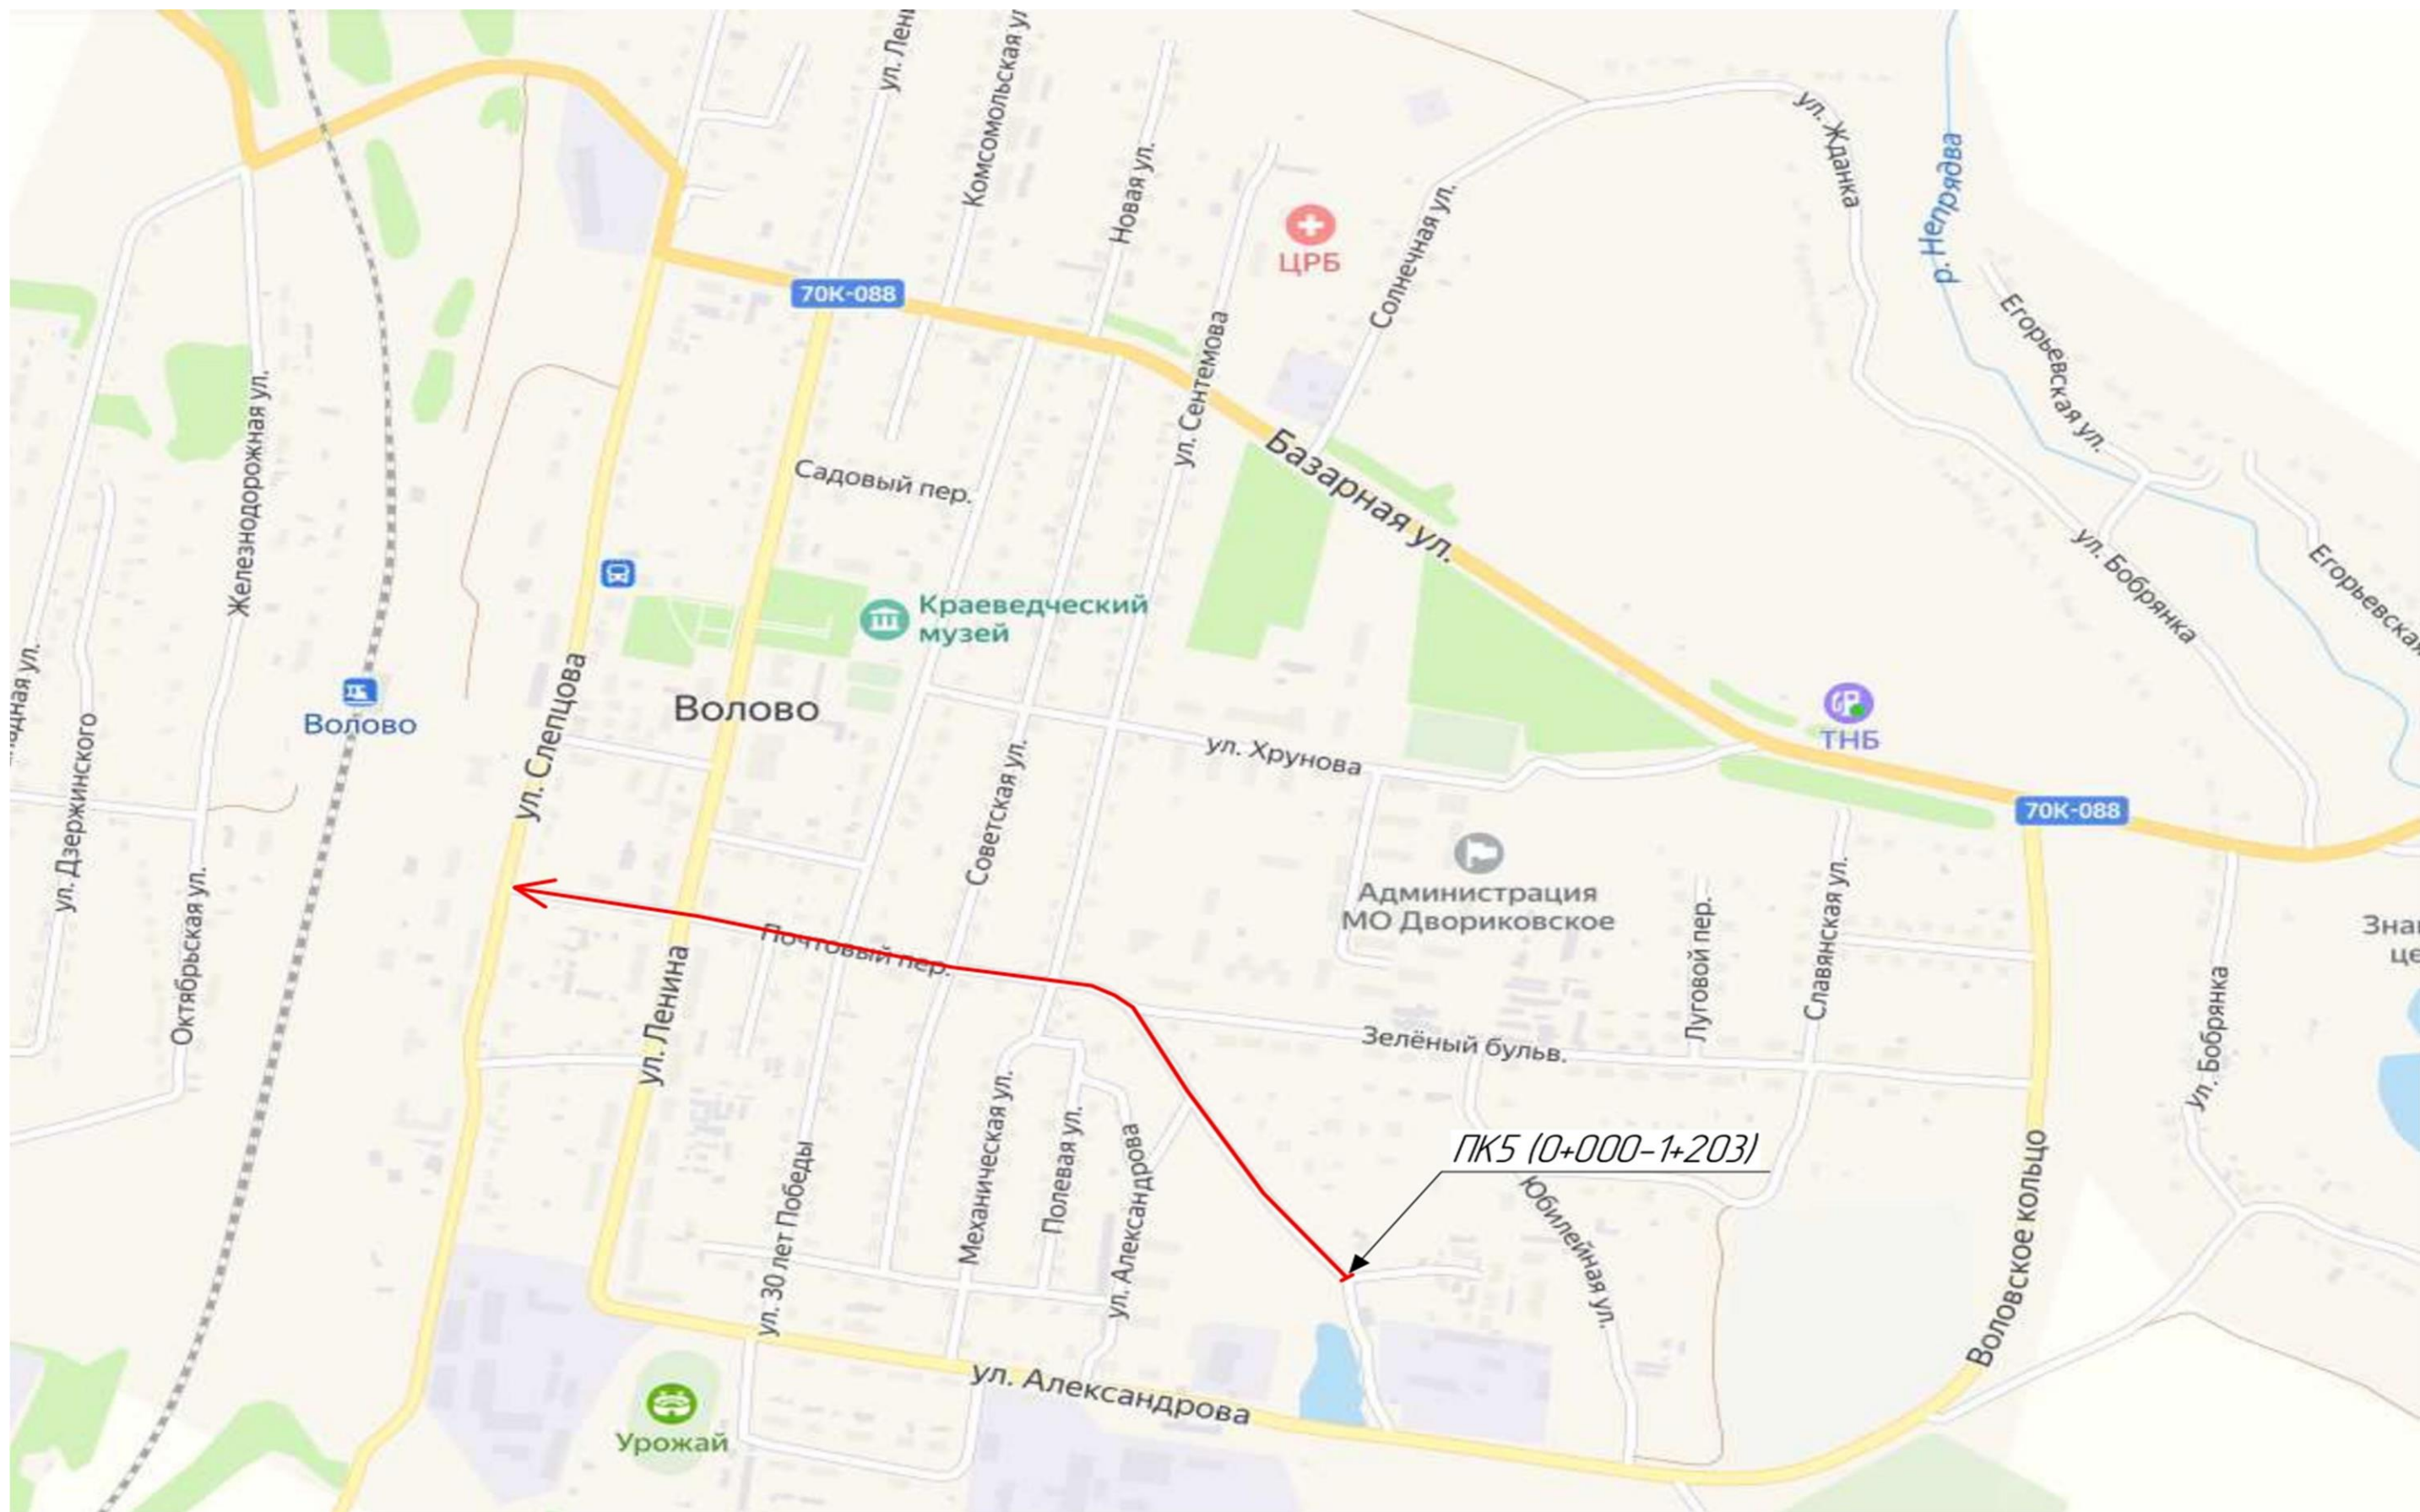 ул. Жданка
Комсомольская ул
Новая ул.
р. Непрядва
Солнечная ул.
ЦРБ
70К-088
Егорьевская ул.
ул. Сентемова
Железнодорожная ул.
Базарная ул.
Садовый пер.
ул. Бобрянка
Егорьевская
Краеведческий
музей
Волово
Волово
ул. Слепцова
ул. Дзержинского
Советская ул.
ул. Хрунова
ТНБ
70К-088
Администрация
МО Двориковское
Октябрьская ул.
Почтовый пер.
ул. Ленина
Луговой пер.
Славянская ул.
Зелёный бульв.
ул. Бобрянка
Механическая ул.
Полевая ул.
ул. Александрова
ул. 30 лет Победы
ПК5 (0+000-1+203)
Юбилейная ул.
Воловское кольцо
ул. Александрова
Урожай